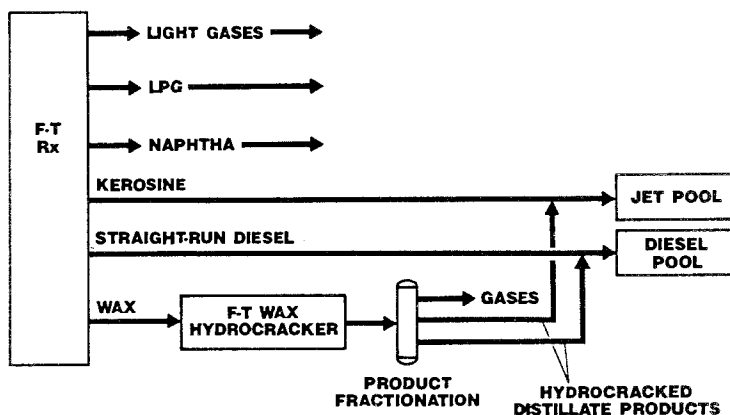 F-T
Rx
LIGHT GASES
LPG
NAPHTHA
KEROSINE
JET POOL
STRAIGHT-RUN DIESEL
DIESEL
POOL
WAX
F-T WAX
HYDROCRACKER
GASES
PRODUCT
FRACTIONATION
HYDROCRACKED
DISTILLATE PRODUCTS